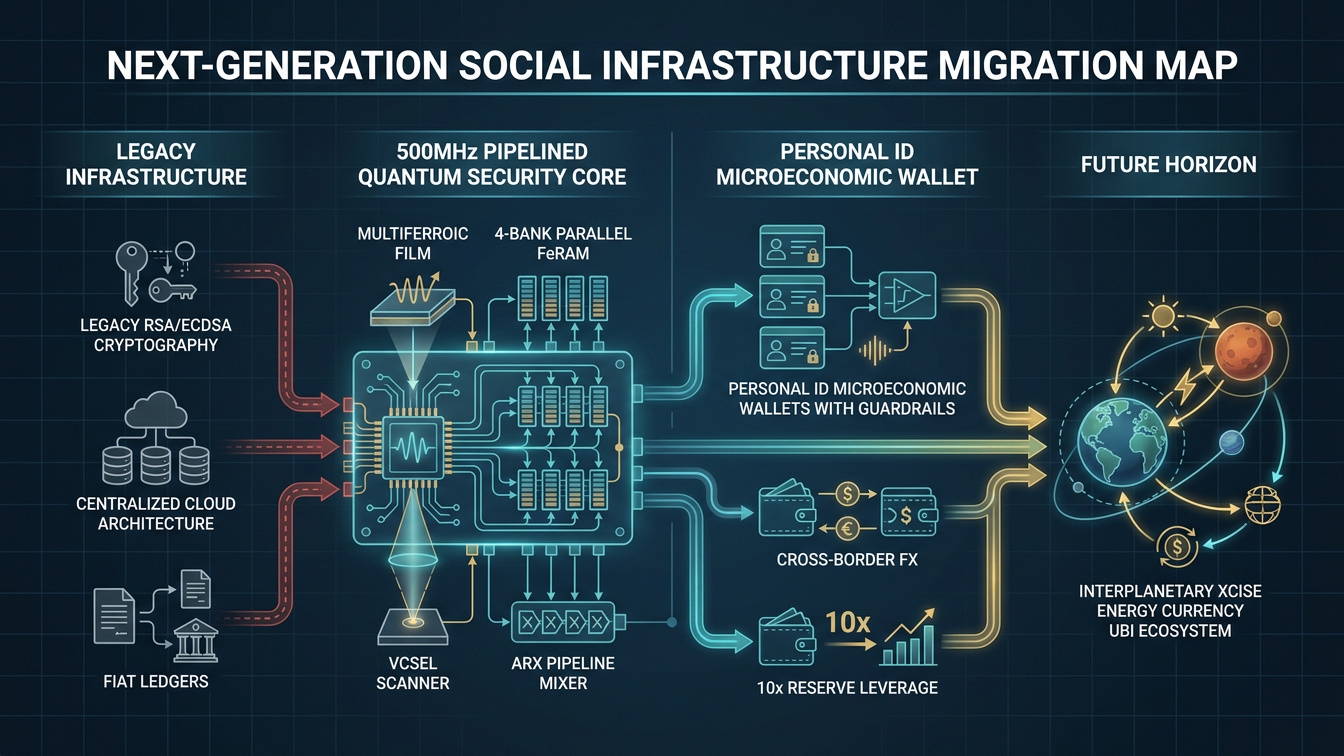 NEXT-GENERATION SOCIAL INFRASTRUCTURE MIGRATION MAP
LEGACY
INFRASTRUCTURE
LEGACY RSA/ECDSA
CRYPTOGRAPHY
CENTRALIZED CLOUD
ARCHITECTURE
FIAT LEDGERS
500MHz PIPELINED
QUANTUM SECURITY CORE
MULTIFERROIC
FILM
4-BANK PARALLEL
FeRAM
VCSEL
SCANNER
ARX PIPELINE
MIXER
PERSONAL ID
MICROECONOMIC WALLET
PERSONAL ID MICROECONOMIC
WALLETS WITH GUARDRAILS
$
€
$
CROSS-BORDER FX
10x
10x RESERVE LEVERAGE
FUTURE HORIZON
$
INTERPLANETARY XCISE
ENERGY CURRENCY
UBI ECOSYSTEM